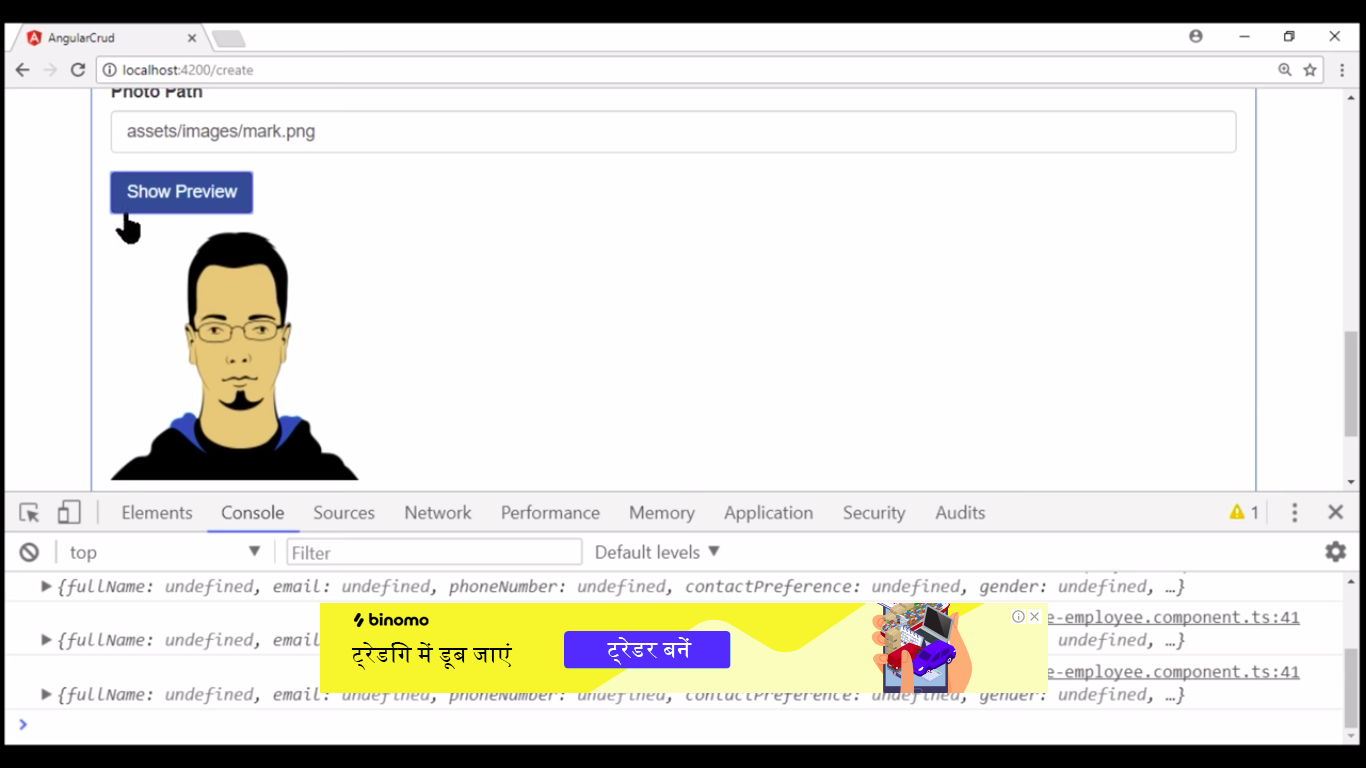 AngularCrud
localhost:4200/create
Photo Path
assets/images/mark.png
Show Preview
Elements Console Sources Network Performance Memory Application Security Audits 1
top Filter Default levels
{fullName: undefined, email: undefined, phoneNumber: undefined, contactPreference: undefined, gender: undefined, …}
e-employee.component.ts:41
{fullName: undefined, email undefined, …}
binomo
ट्रेडगि में डूब जाएं
ट्रेडर बनें
e-employee.component.ts:41
{fullName: undefined, email: undefined, phoneNumber: undefined, contactPreference: undefined, gender: undefined, …}